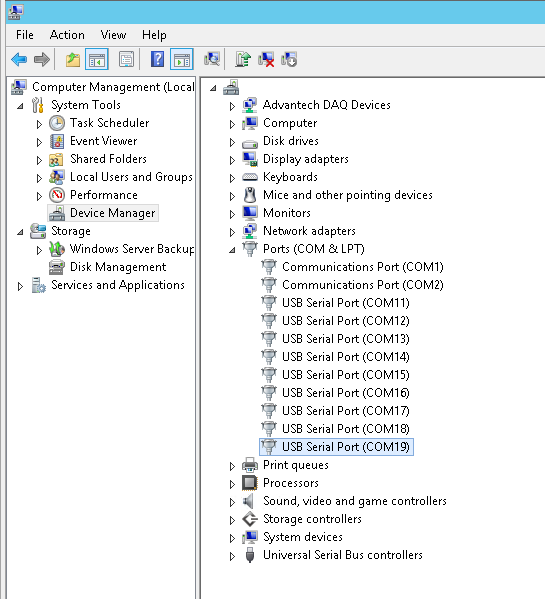 File Action View Help
Computer Management (Local
System Tools
Task Scheduler
Event Viewer
Shared Folders
Local Users and Groups
Performance
Device Manager
Storage
Windows Server Backup
Disk Management
Services and Applications
Advantech DAQ Devices
Computer
Disk drives
Display adapters
Keyboards
Mice and other pointing devices
Monitors
Network adapters
Ports (COM & LPT)
Communications Port (COM1)
Communications Port (COM2)
USB Serial Port (COM11)
USB Serial Port (COM12)
USB Serial Port (COM13)
USB Serial Port (COM14)
USB Serial Port (COM15)
USB Serial Port (COM16)
USB Serial Port (COM17)
USB Serial Port (COM18)
USB Serial Port (COM19)
Print queues
Processors
Sound, video and game controllers
Storage controllers
System devices
Universal Serial Bus controllers